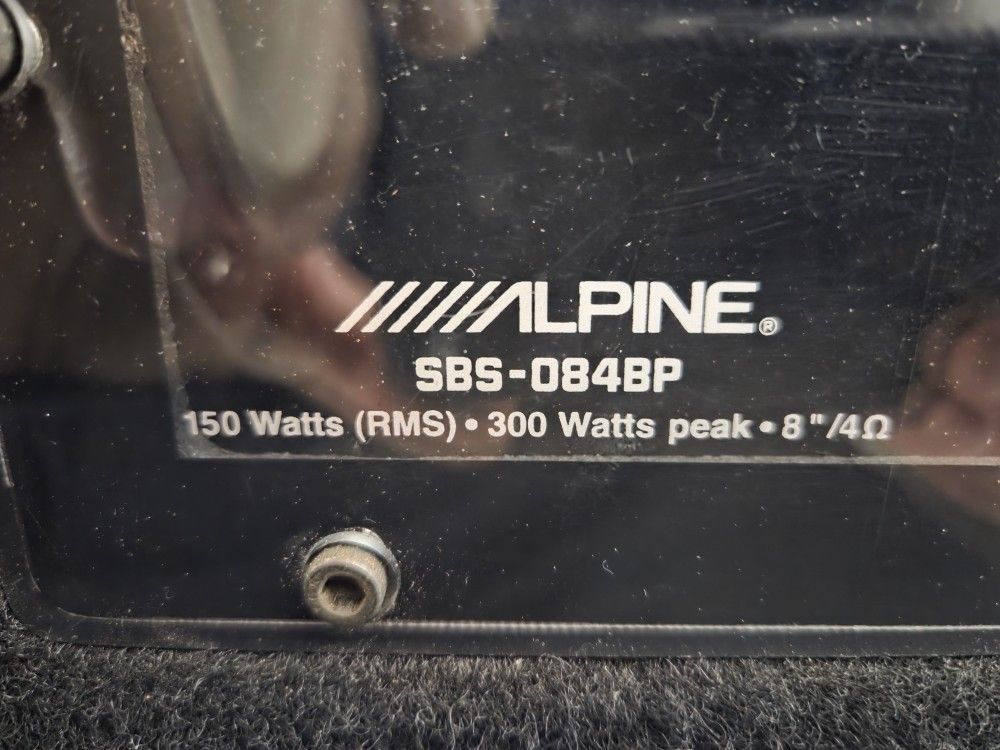 ALPINE®
SBS-084BP
150 Watts (RMS) • 300 Watts peak • 8"/4Ω